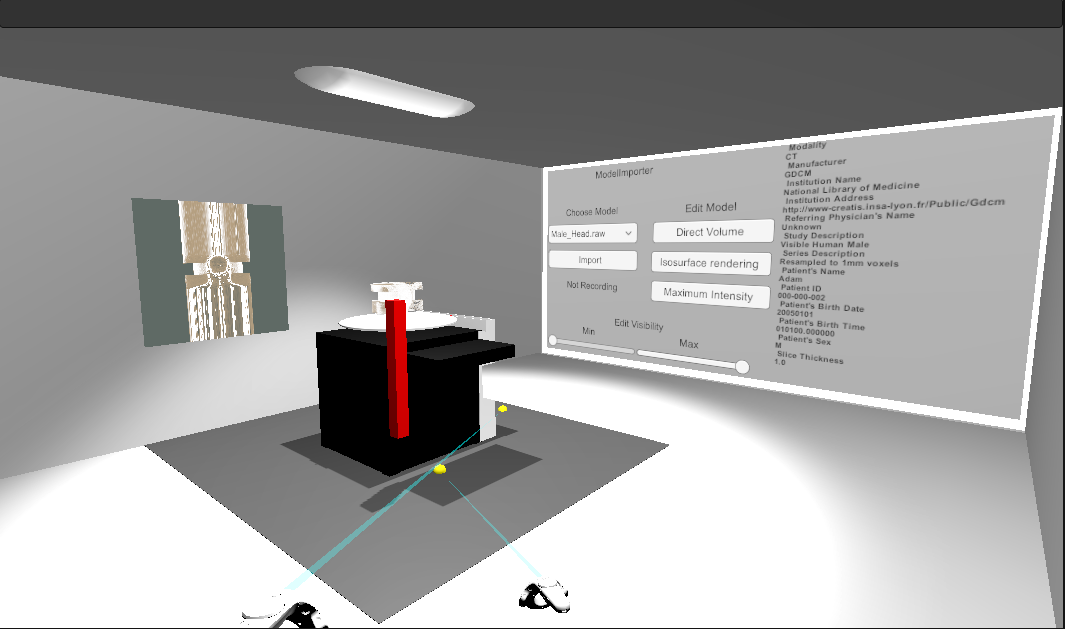 ModelImporter
Choose Model
Male_Head.raw
Import
Not Recording
Edit Model
Direct Volume
Isosurface rendering
Maximum Intensity
Edit Visibility
Min
Max
Modality
CT
Manufacturer
GDCM
Institution Name
National Library of Medicine
Institution Address
http://www-creatis.insa-lyon.fr/Public/Gdcm
Referring Physician's Name
Unknown
Study Description
Visible Human Male
Series Description
Resampled to 1mm voxels
Patient's Name
Adam
Patient ID
000-000-002
Patient's Birth Date
20050101
Patient's Birth Time
010100.000000
Patient's Sex
M
Slice Thickness
1.0